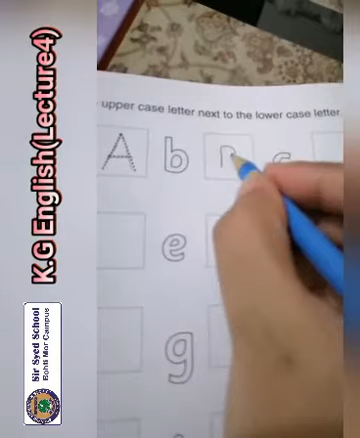 K.G English(Lecture4)
Sir Syed School
Bohti Mor Campus
upper case letter next to the lower case letter
A b
e
g